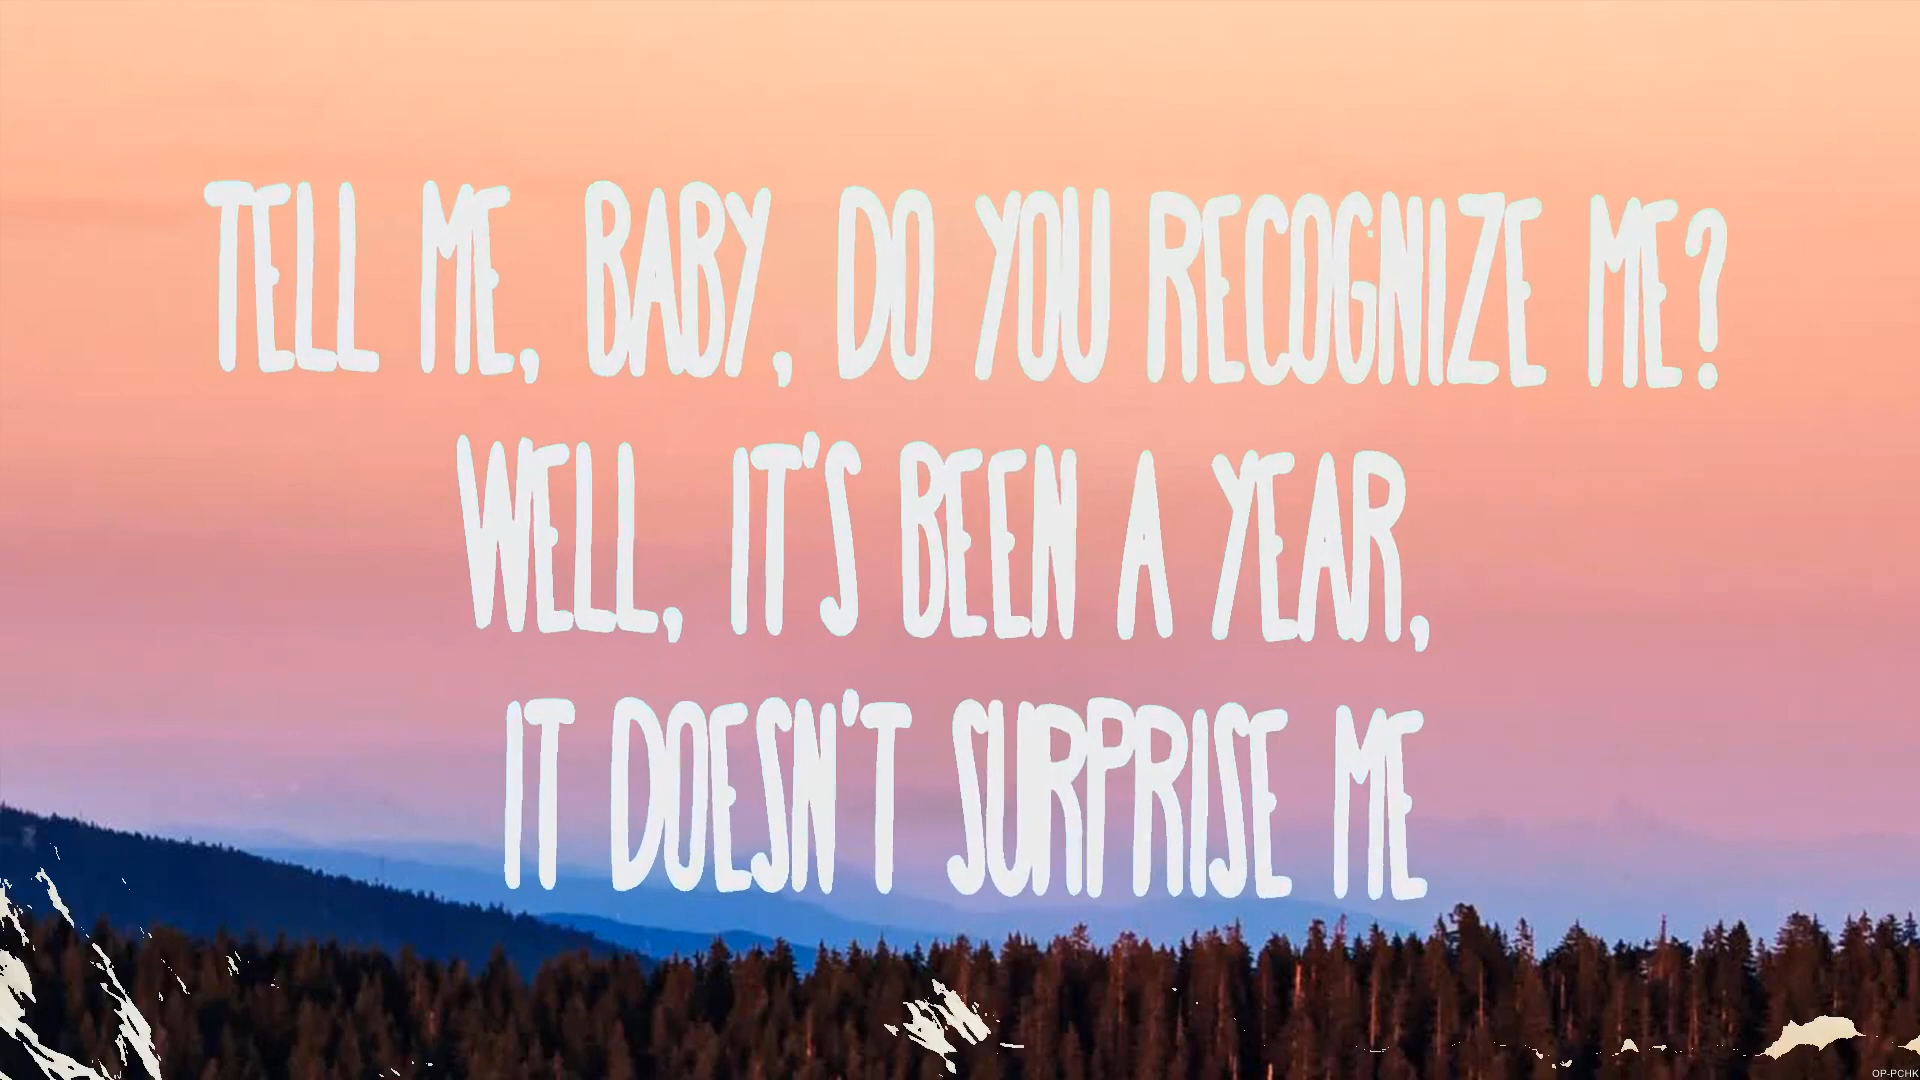 TELL ME, BABY, DO YOU RECOGNIZE ME?
WELL, IT'S BEEN A YEAR,
IT DOESN'T SURPRISE ME
OP-PCHK